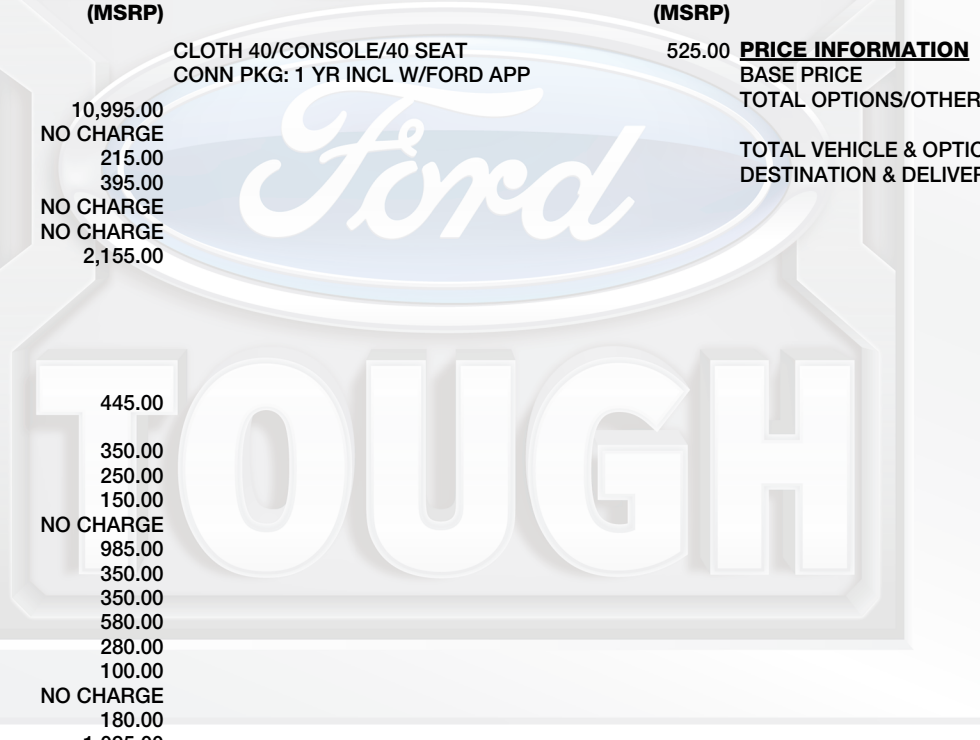 (MSRP)
(MSRP)
CLOTH 40/CONSOLE/40 SEAT
525.00
CONN PKG: 1 YR INCL W/FORD APP
10,995.00
NO CHARGE
215.00
395.00
NO CHARGE
NO CHARGE
2,155.00
445.00
350.00
250.00
150.00
NO CHARGE
985.00
350.00
350.00
580.00
280.00
100.00
NO CHARGE
180.00
PRICE INFORMATION
BASE PRICE
TOTAL OPTIONS/OTHER
TOTAL VEHICLE & OPTIO
DESTINATION & DELIVER
Ford
TOUGH